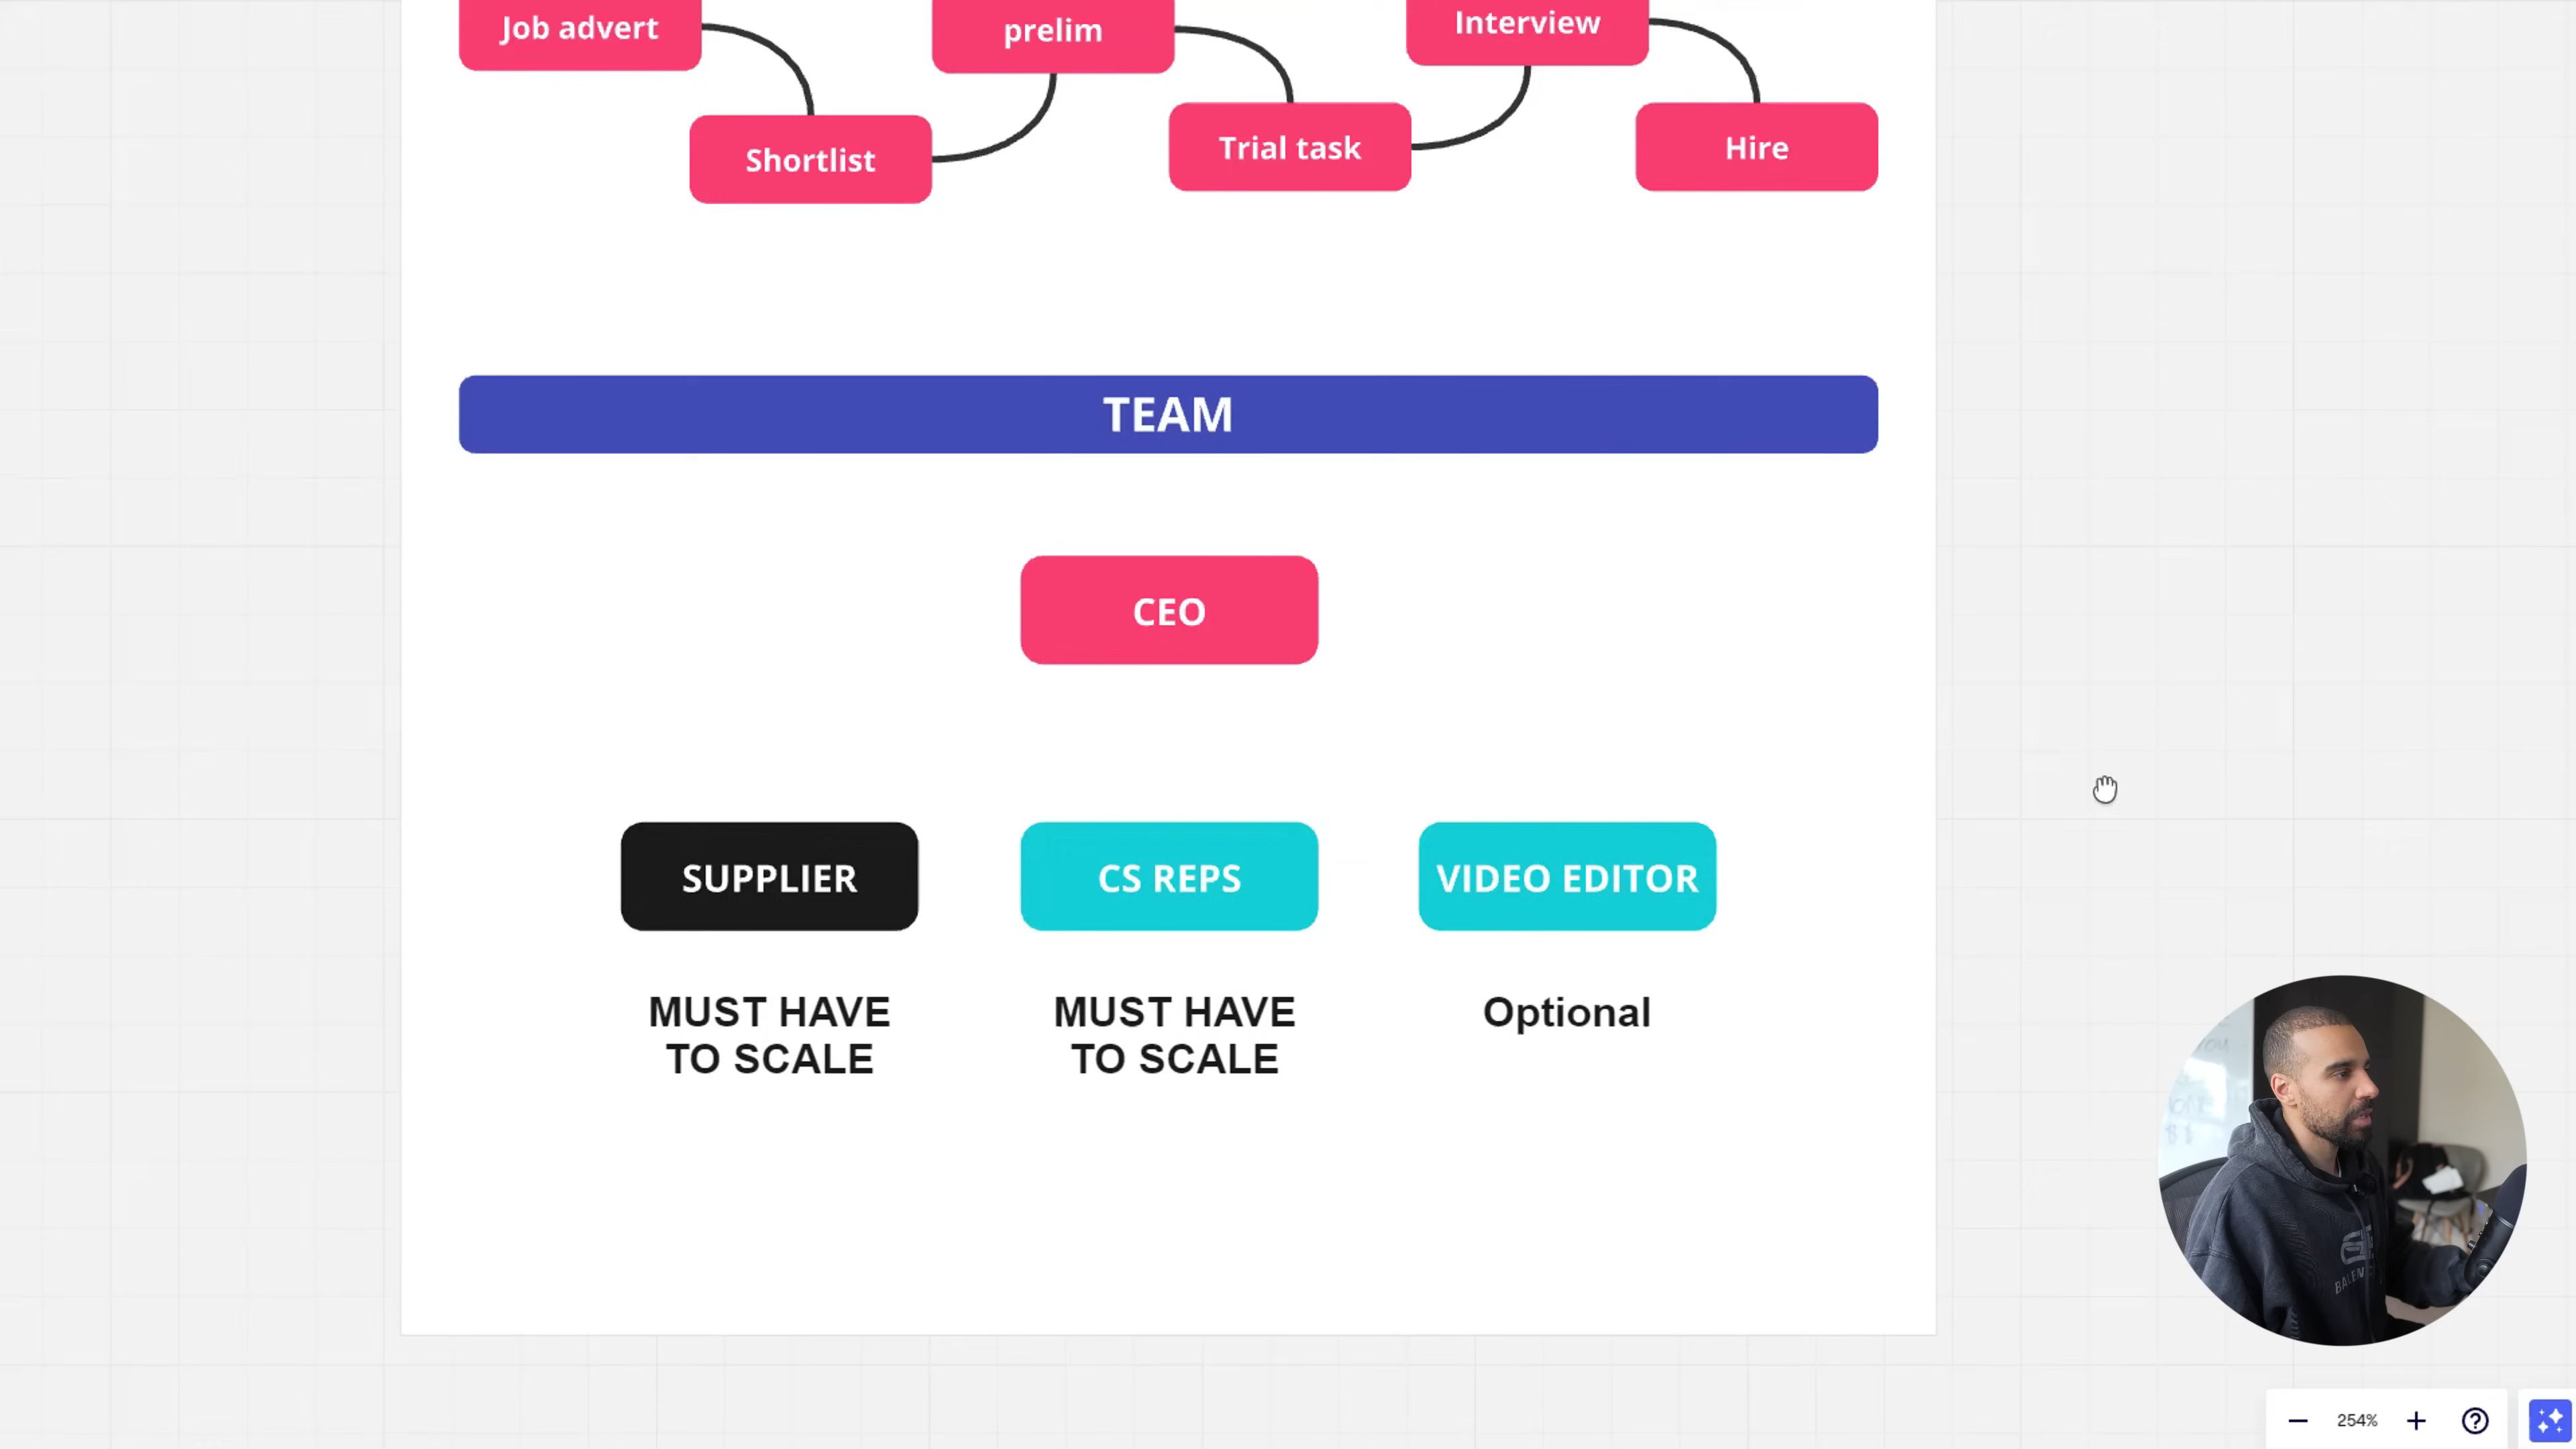 Job advert
prelim
Interview
Shortlist
Trial task
Hire
TEAM
CEO
SUPPLIER
CS REPS
VIDEO EDITOR
MUST HAVE
TO SCALE
MUST HAVE
TO SCALE
Optional
254%